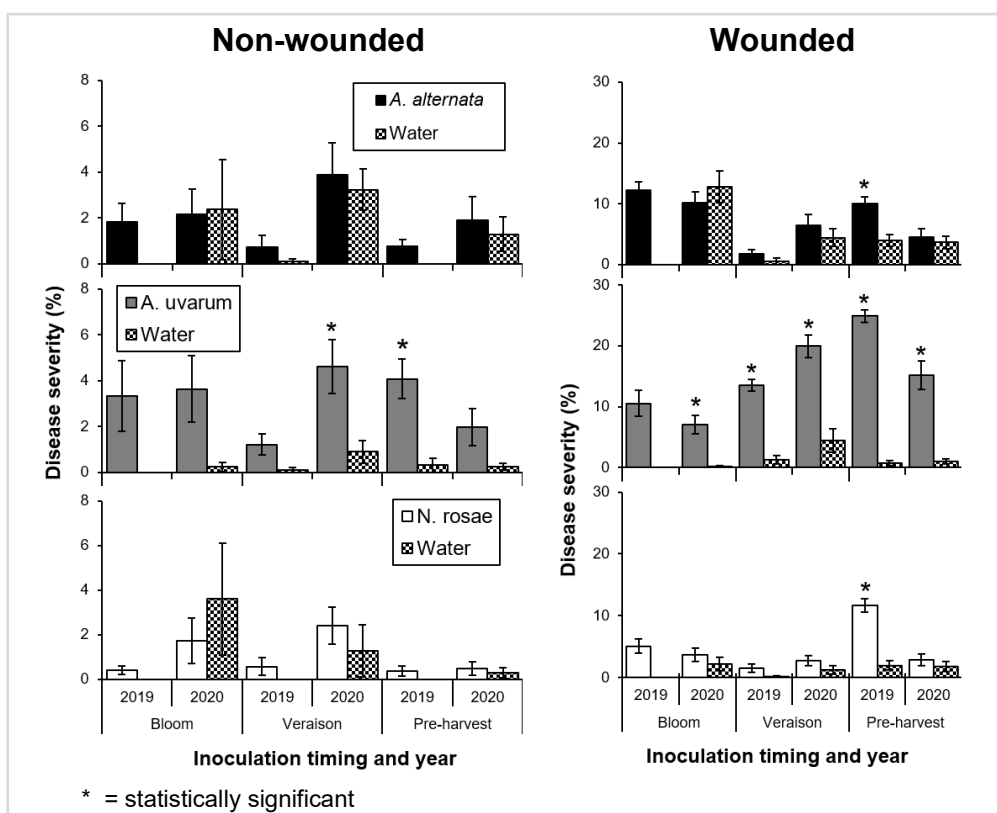 Non-wounded
Wounded
Disease severity (%)
8
6
4
2
0
A. alternata
Water
8
6
4
2
0
A. uvarum
Water
* *
8
6
4
2
0
N. rosae
Water
2019 2020 2019 2020 2019 2020
Bloom Veraison Pre-harvest
Inoculation timing and year
Disease severity (%)
30
20
10
0
*
30
20
10
0
* * * * *
30
20
10
0
*
2019 2020 2019 2020 2019 2020
Bloom Veraison Pre-harvest
Inoculation timing and year
* = statistically significant